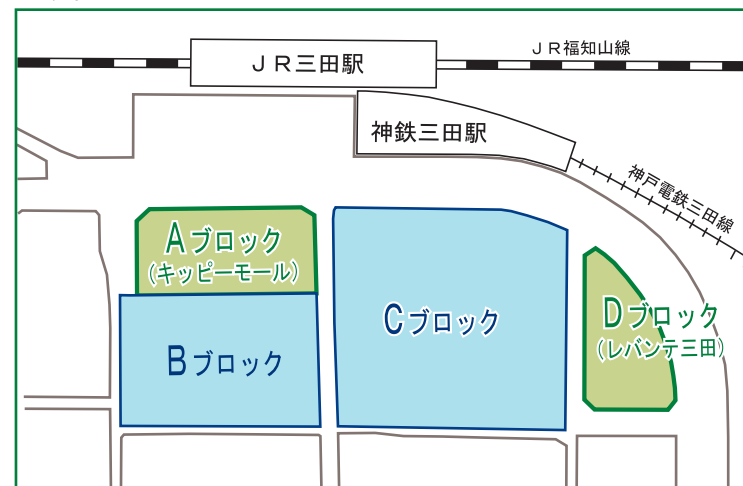 JR三田駅
JR福知山線
神鉄三田駅
神戸電鉄三田線
Aブロック
(キッピーモール)
Bブロック
Cブロック
Dブロック
(レバンテ三田)